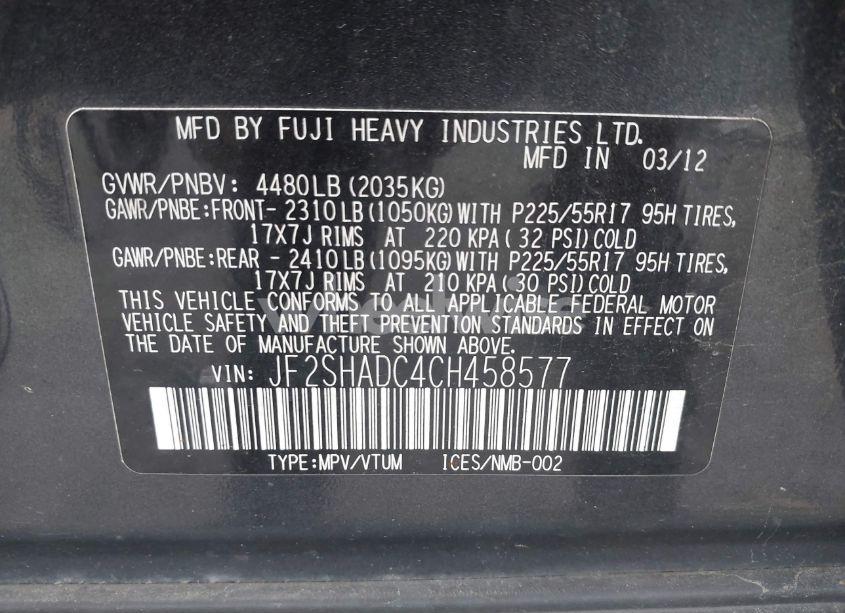 MFD BY FUJI HEAVY INDUSTRIES LTD.
MFD IN 03/12
GVWR/PNBV: 4480LB (2035KG)
GAWR/PNBE:FRONT- 2310LB (1050KG) WITH P225/55R17 95H TIRES,
17X7J RIMS AT 220 KPA ( 32 PSI) COLD
GAWR/PNBE:REAR - 2410LB (1095KG) WITH P225/55R17 95H TIRES,
17X7J RIMS AT 210 KPA (30 PSI) COLD
THIS VEHICLE CONFORMS TO ALL APPLICABLE FEDERAL MOTOR
VEHICLE SAFETY AND THEFT PREVENTION STANDARDS IN EFFECT ON
THE DATE OF MANUFACTURE SHOWN ABOVE.
VIN: JF2SHADC4CH458577
TYPE:MPV/VTUM ICES/NMB-002